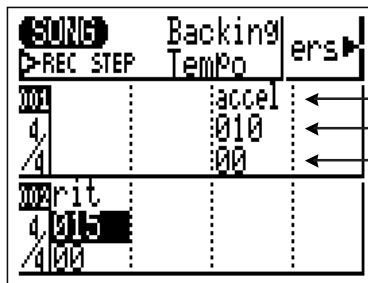 SONG Backing ers
REC STEP Tempo
001 accel
4 010
/4 00
002 rit
4 015
/4 00